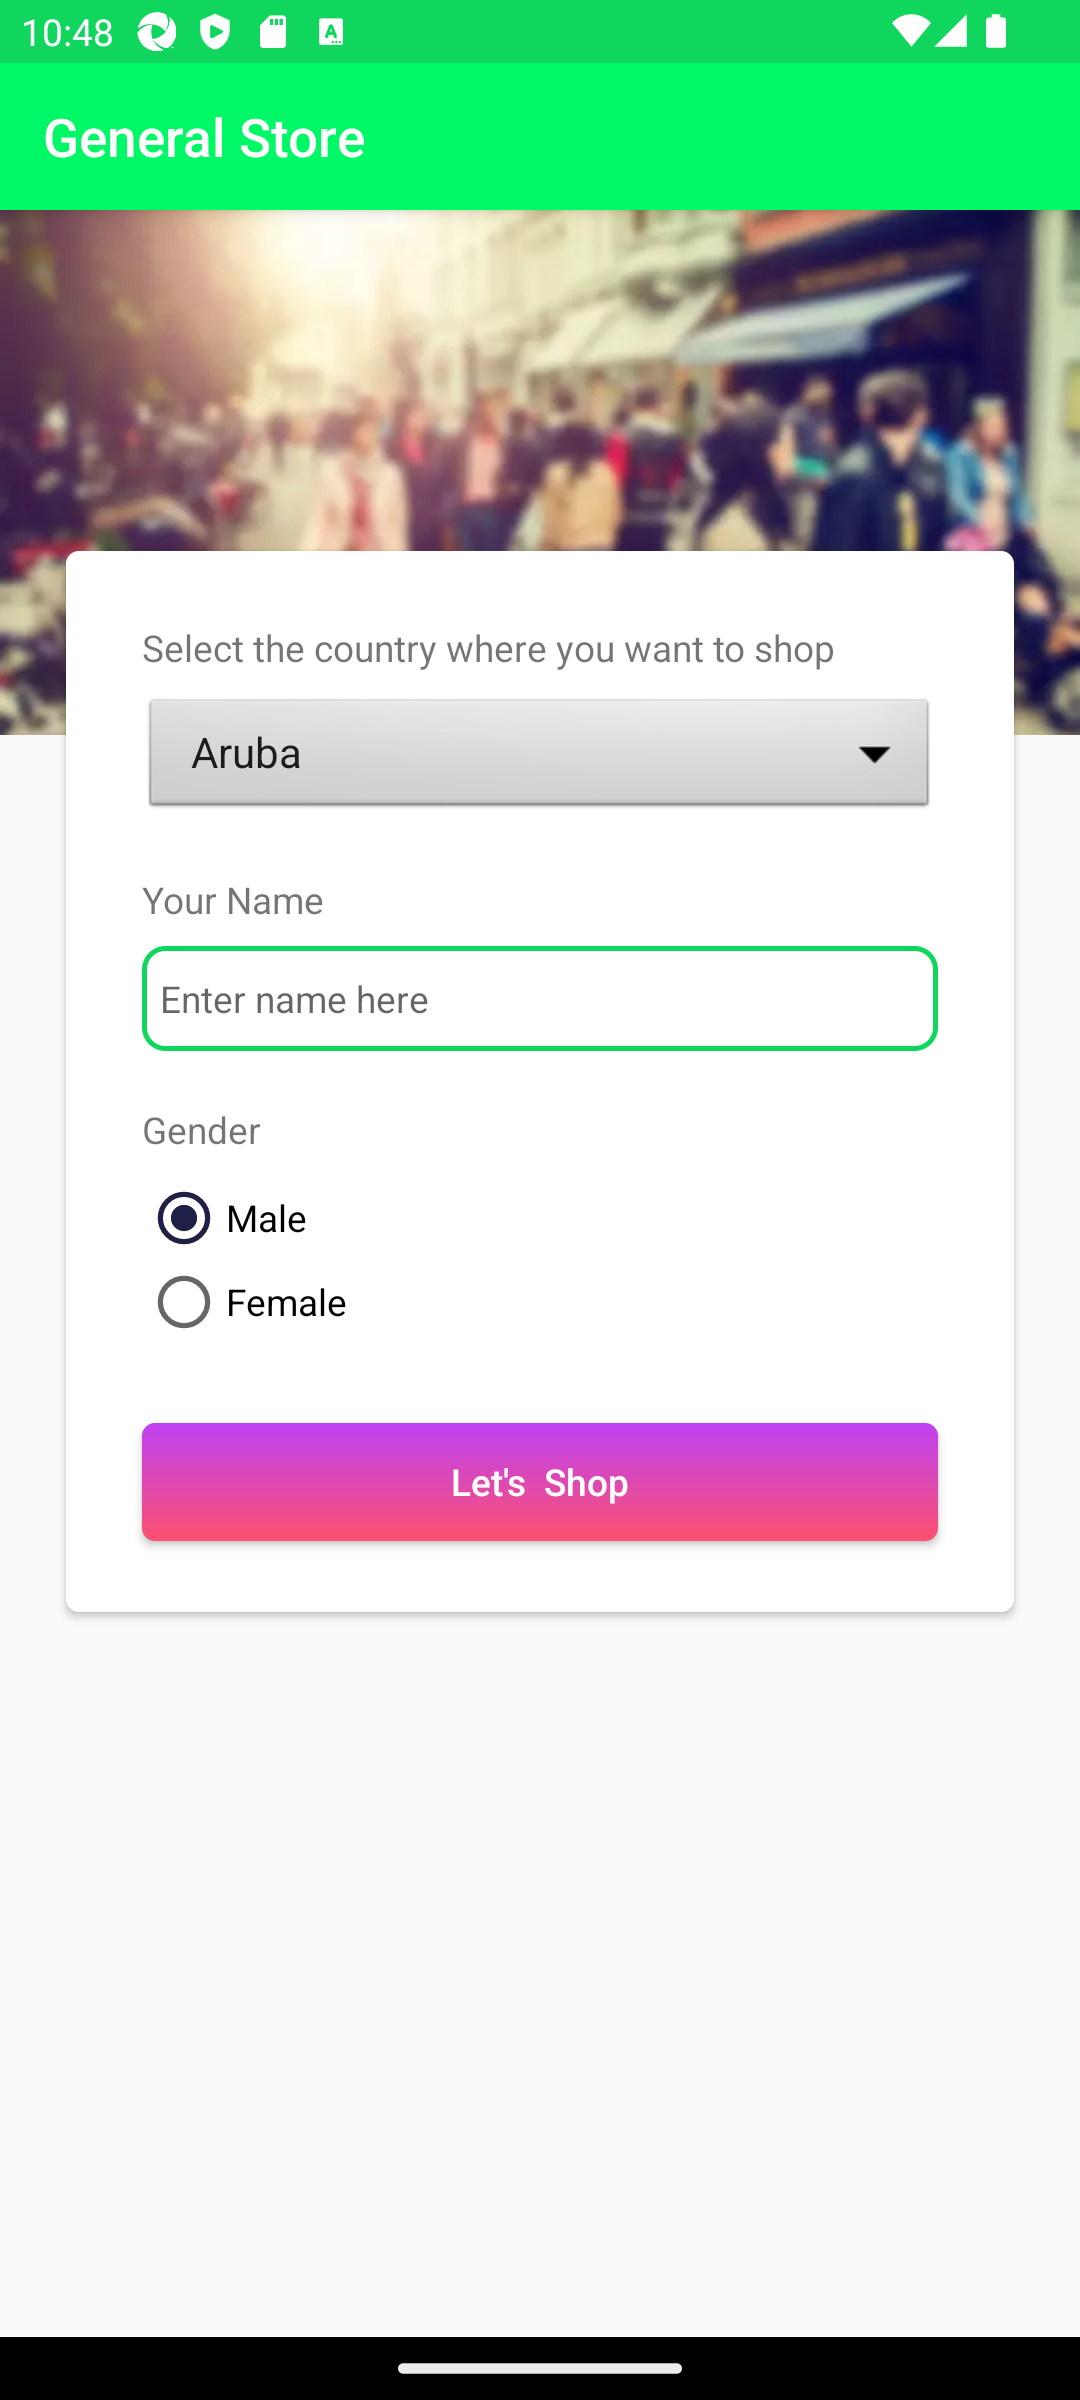 10:48
General Store
Select the country where you want to shop
Aruba
Your Name
Enter name here
Gender
Male
Female
Let's Shop